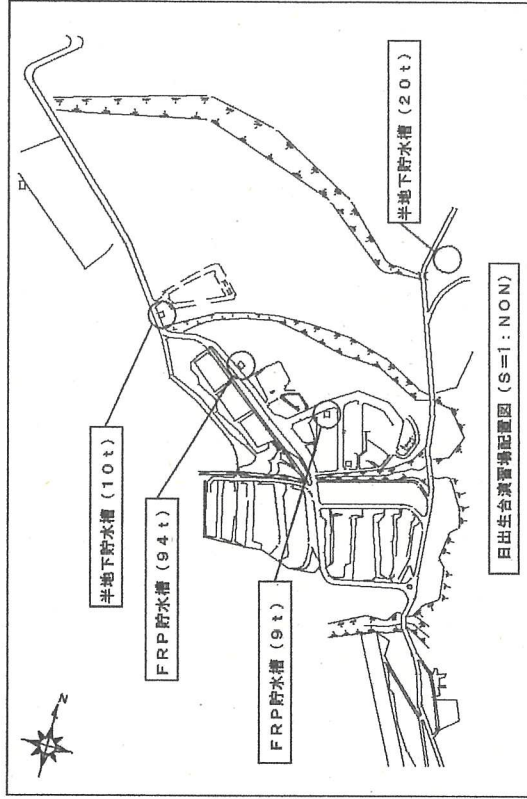 半地下貯水槽(10t)
FRP貯水槽(94t)
FRP貯水槽(9t)
半地下貯水槽(20t)
日出生台演習場配置図(S=1:NON)
N